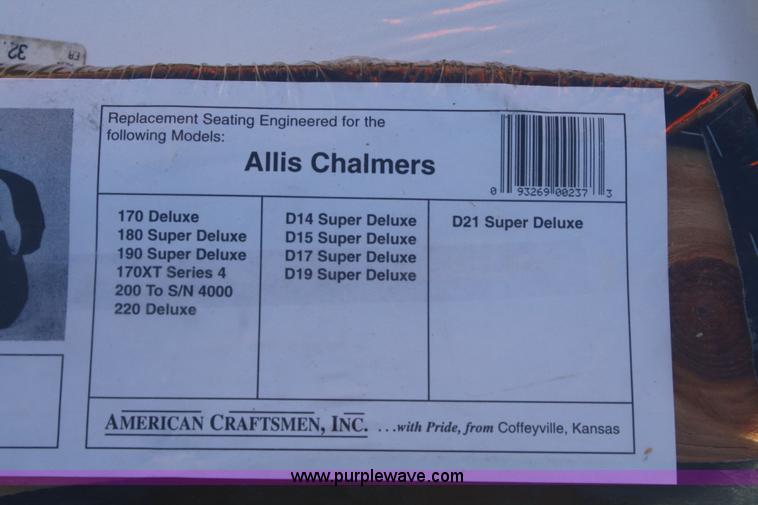 32.
Replacement Seating Engineered for the
following Models:
Allis Chalmers
0 93269 00237 3
170 Deluxe
180 Super Deluxe
190 Super Deluxe
170XT Series 4
200 To S/N 4000
220 Deluxe
D14 Super Deluxe
D15 Super Deluxe
D17 Super Deluxe
D19 Super Deluxe
D21 Super Deluxe
AMERICAN CRAFTSMEN, INC. ...with Pride, from Coffeyville, Kansas
www.purplewave.com